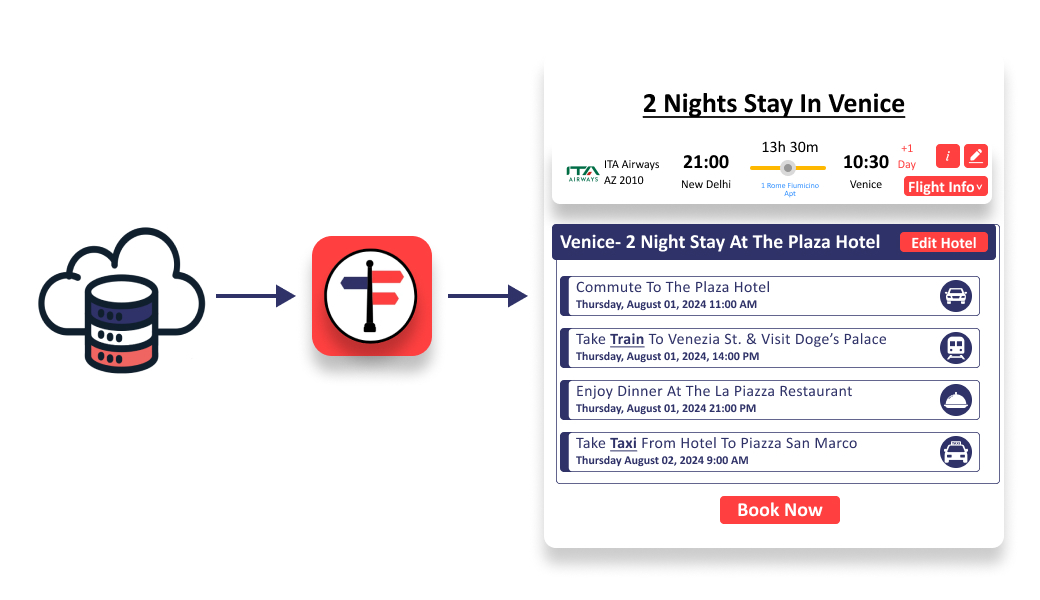 2 Nights Stay In Venice
13h 30m
+1
Day
i
ITA
AIRWAYS
ITA Airways
AZ 2010
21:00
New Delhi
1 Rome Fiumicino
Apt
10:30
Venice
Flight Info
Venice- 2 Night Stay At The Plaza Hotel
Edit Hotel
Commute To The Plaza Hotel
Thursday, August 01, 2024 11:00 AM
Take Train To Venezia St. & Visit Doge's Palace
Thursday, August 01, 2024, 14:00 PM
Enjoy Dinner At The La Piazza Restaurant
Thursday, August 01, 2024 21:00 PM
Take Taxi From Hotel To Piazza San Marco
Thursday August 02, 2024 9:00 AM
Book Now